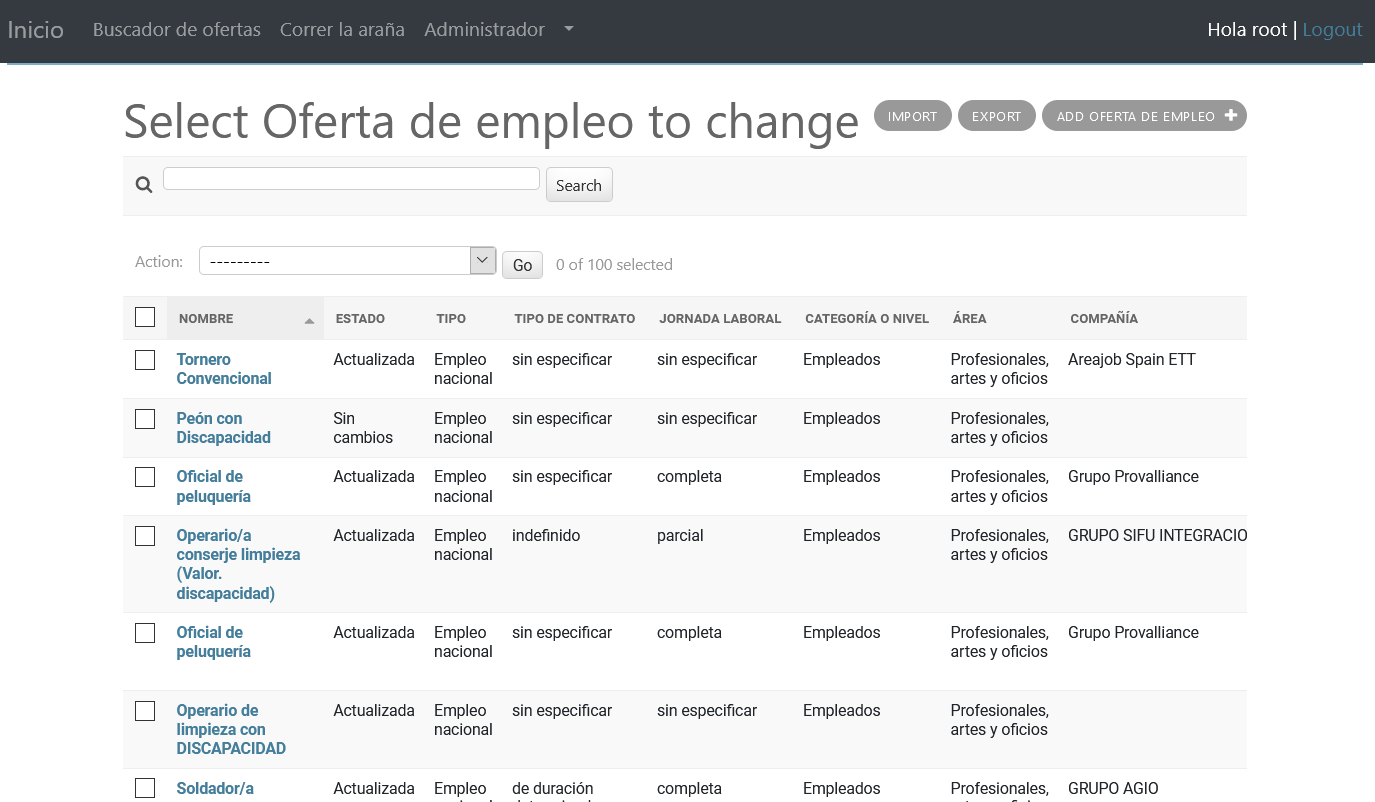 Inicio Buscador de ofertas Correr la araña Administrador Hola root | Logout
Select Oferta de empleo to change IMPORT EXPORT ADD OFERTA DE EMPLEO
Search
Action: --------- Go 0 of 100 selected
NOMBRE ESTADO TIPO TIPO DE CONTRATO JORNADA LABORAL CATEGORÍA O NIVEL ÁREA COMPAÑÍA
Tornero Actualizada Empleo sin especificar sin especificar Empleados Profesionales, Areajob Spain ETT
Convencional nacional artes y oficios
Peón con Sin Empleo sin especificar sin especificar Empleados Profesionales,
Discapacidad cambios nacional artes y oficios
Oficial de Actualizada Empleo sin especificar completa Empleados Profesionales, Grupo Provalliance
peluquería nacional artes y oficios
Operario/a Actualizada Empleo indefinido parcial Empleados Profesionales, GRUPO SIFU INTEGRACIO
conserje limpieza nacional artes y oficios
(Valor.
discapacidad)
Oficial de Actualizada Empleo sin especificar completa Empleados Profesionales, Grupo Provalliance
peluquería nacional artes y oficios
Operario de Actualizada Empleo sin especificar sin especificar Empleados Profesionales,
limpieza con nacional artes y oficios
DISCAPACIDAD
Soldador/a Actualizada Empleo de duración completa Empleados Profesionales, GRUPO AGIO